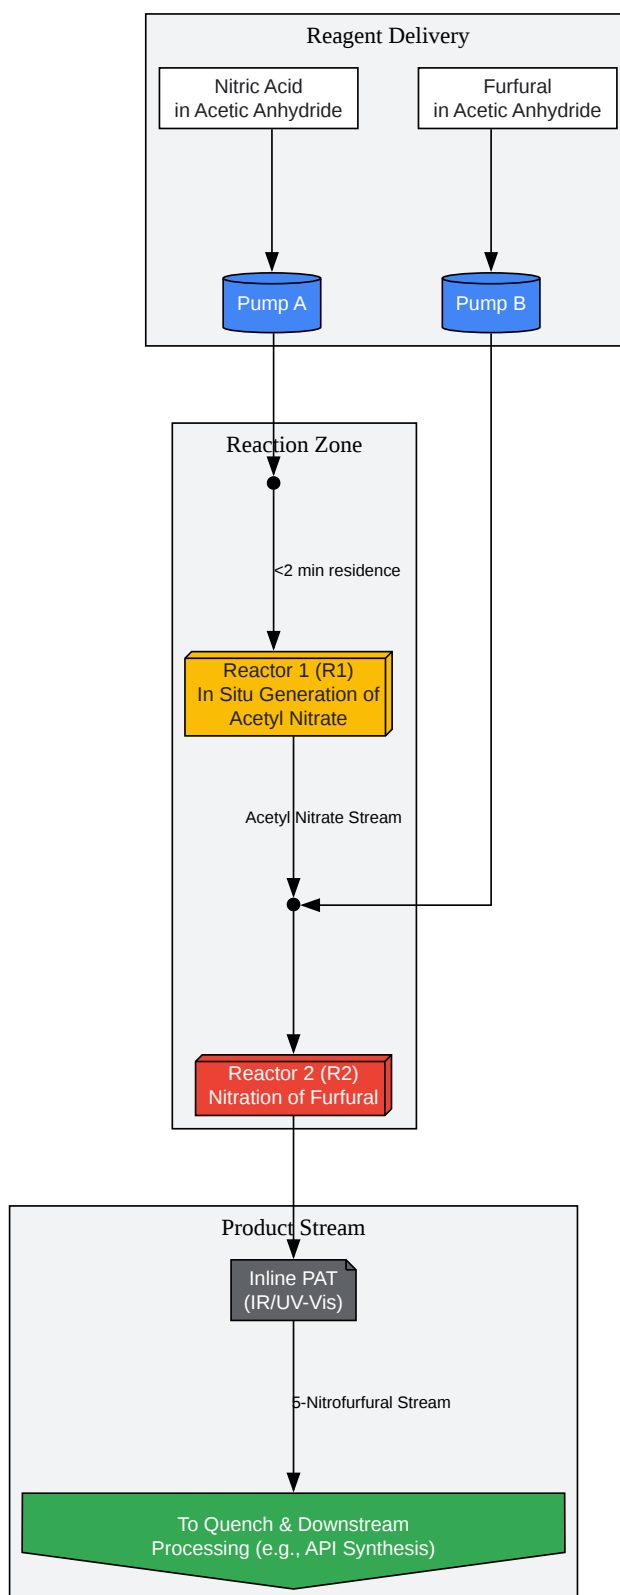 Reagent Delivery
Nitric Acid
in Acetic Anhydride
Furfural
in Acetic Anhydride
Pump A
Pump B
Reaction Zone
<2 min residence
Reactor 1 (R1)
In Situ Generation of
Acetyl Nitrate
Acetyl Nitrate Stream
Reactor 2 (R2)
Nitration of Furfural
Product Stream
Inline PAT
(IR/UV-Vis)
5-Nitrofurfural Stream
To Quench & Downstream
Processing (e.g., API Synthesis)